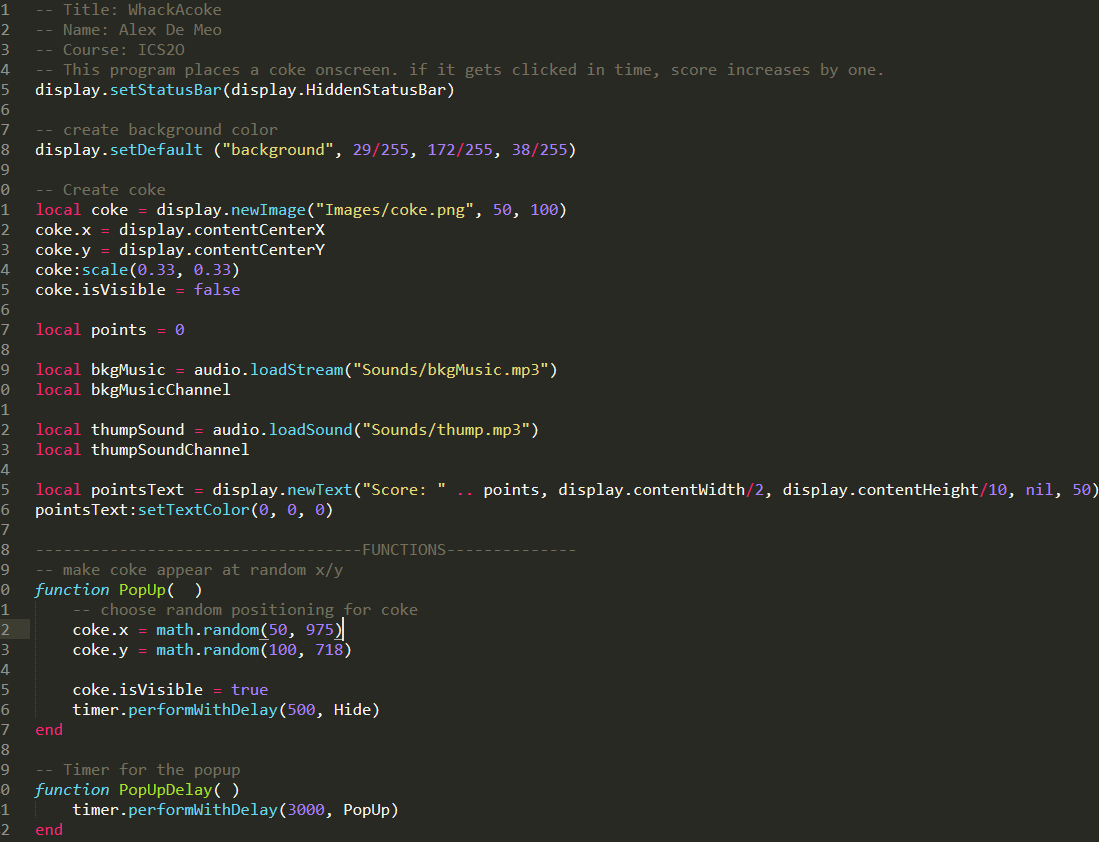 1 -- Title: WhackAcoke
2 -- Name: Alex De Meo
3 -- Course: ICS2O
4 -- This program places a coke onscreen. if it gets clicked in time, score increases by one.
5 display.setStatusBar(display.HiddenStatusBar)
6
7 -- create background color
8 display.setDefault ("background", 29/255, 172/255, 38/255)
9
0 -- Create coke
1 local coke = display.newImage("Images/coke.png", 50, 100)
2 coke.x = display.contentCenterX
3 coke.y = display.contentCenterY
4 coke:scale(0.33, 0.33)
5 coke.isVisible = false
6
7 local points = 0
8
9 local bkgMusic = audio.loadStream("Sounds/bkgMusic.mp3")
0 local bkgMusicChannel
1
2 local thumpSound = audio.loadSound("Sounds/thump.mp3")
3 local thumpSoundChannel
4
5 local pointsText = display.newText("Score: " .. points, display.contentWidth/2, display.contentHeight/10, nil, 50)
6 pointsText:setTextColor(0, 0, 0)
7
8 -----------------------------------FUNCTIONS--------------
9 -- make coke appear at random x/y
0 function PopUp(  )
1     -- choose random positioning for coke
2     coke.x = math.random(50, 975)
3     coke.y = math.random(100, 718)
4
5     coke.isVisible = true
6     timer.performWithDelay(500, Hide)
7 end
8
9 -- Timer for the popup
0 function PopUpDelay( )
1     timer.performWithDelay(3000, PopUp)
2 end